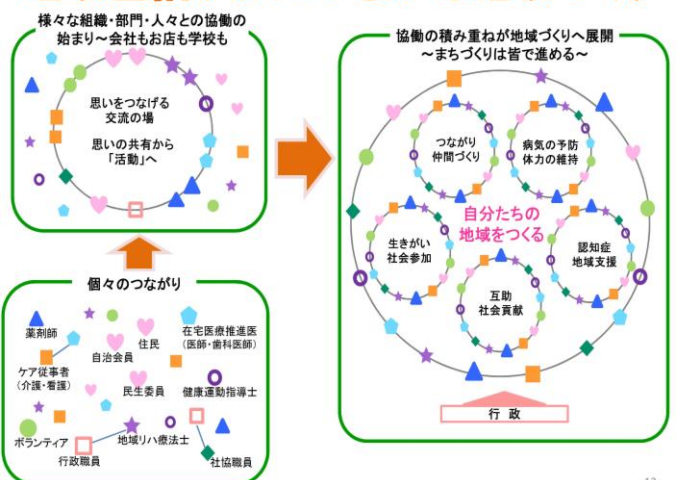 様々な組織・部門・人々との協働の
始まり～会社もお店も学校も
思いをつなげる
交流の場
思いの共有から
「活動」へ
個々のつながり
薬剤師
自治会員
住民
在宅医療推進医
(医師・歯科医師)
ケア従事者
(介護・看護)
民生委員
健康運動指導士
ボランティア
地域リハ療法士
行政職員
社協職員
協働の積み重ねが地域づくりへ展開
～まちづくりは皆で進める～
つながり
仲間づくり
病気の予防
体力の維持
自分たちの
地域をつくる
生きがい
社会参加
認知症
地域支援
互助
社会貢献
行 政